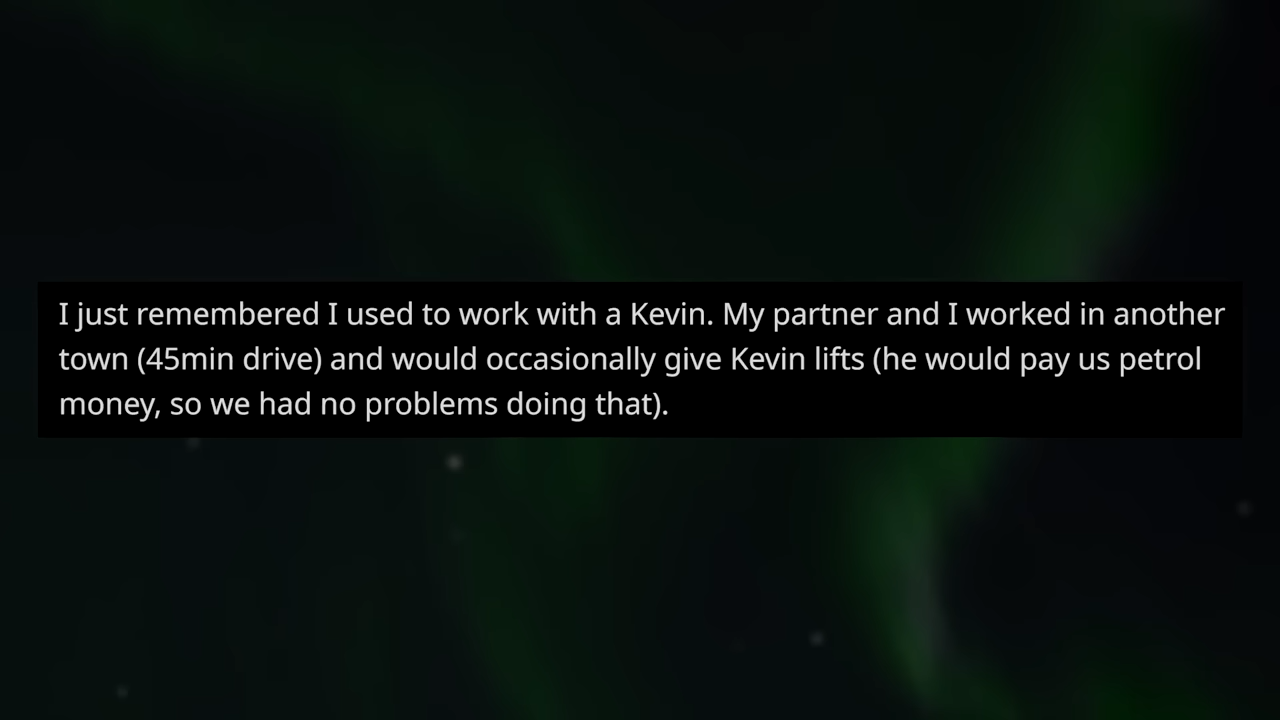 I just remembered I used to work with a Kevin. My partner and I worked in another
town (45min drive) and would occasionally give Kevin lifts (he would pay us petrol
money, so we had no problems doing that).